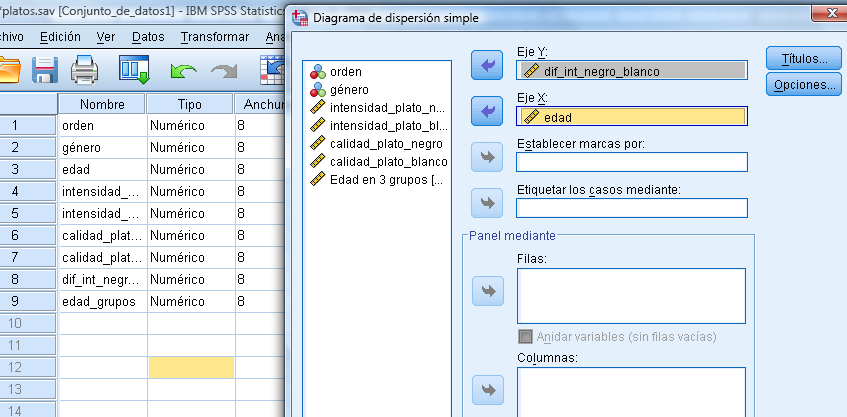 *platos.sav [Conjunto_de_datos1] - IBM SPSS Statistic
chivo Edición Ver Datos Transformar Ana
Nombre Tipo Anchura
1 orden Numérico 8
2 género Numérico 8
3 edad Numérico 8
4 intensidad_... Numérico 8
5 intensidad_... Numérico 8
6 calidad_plat... Numérico 8
7 calidad_plat... Numérico 8
8 dif_int_negr... Numérico 8
9 edad_grupos Numérico 8
10
11
12
13
14
Diagrama de dispersión simple
orden
género
intensidad_plato_n...
intensidad_plato_bl...
calidad_plato_negro
calidad_plato_blanco
Edad en 3 grupos [...
Eje Y:
dif_int_negro_blanco
Eje X:
edad
Establecer marcas por:
Etiquetar los casos mediante:
Panel mediante
Filas:
Anidar variables (sin filas vacías)
Columnas:
Títulos...
Opciones...